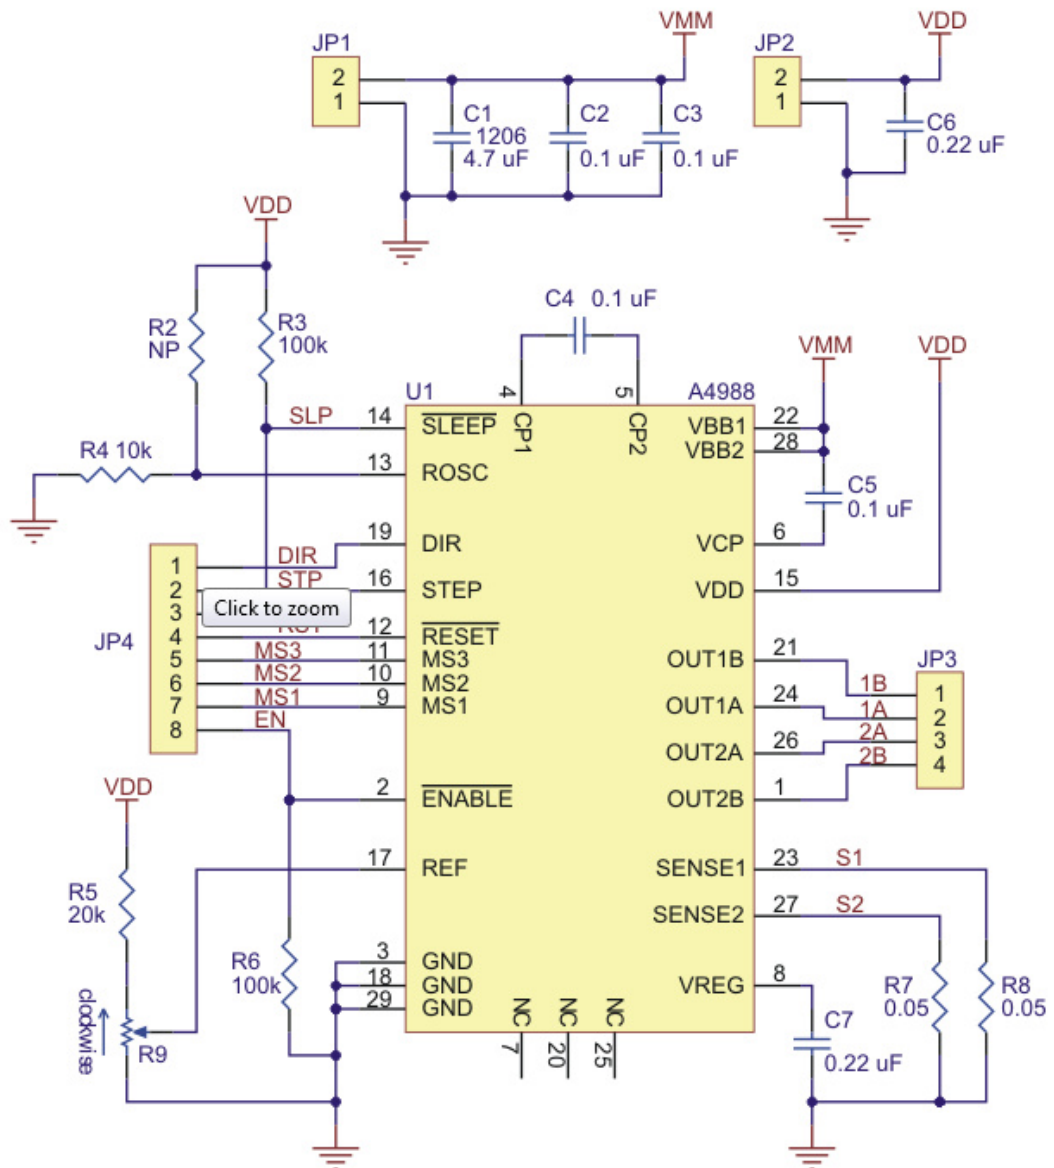 VMM
VDD
JP1
JP2
2
1
2
1
C1
1206
4.7 uF
C2
0.1 uF
C3
0.1 uF
C6
0.22 uF
VDD
R2
NP
R3
100k
C4 0.1 uF
VMM
VDD
U1
A4988
4
5
CP1
CP2
SLP
14
SLEEP
VBB1
22
VBB2
28
R4 10k
13
ROSC
C5
0.1 uF
DIR
19
DIR
VCP
6
STP
16
STEP
VDD
15
JP4
1
2
3
4
5
6
7
8
Click to zoom
12
RESET
MS3
11
MS3
MS2
10
MS2
MS1
9
MS1
EN
OUT1B
21
OUT1A
24
OUT2A
26
OUT2B
1
1B
1A
2A
2B
JP3
1
2
3
4
VDD
2
ENABLE
17
REF
SENSE1
23
S1
SENSE2
27
S2
R5
20k
R6
100k
3
GND
18
GND
29
GND
VREG
8
R7
0.05
R8
0.05
NC
NC
NC
7
20
25
C7
0.22 uF
clockwise
R9